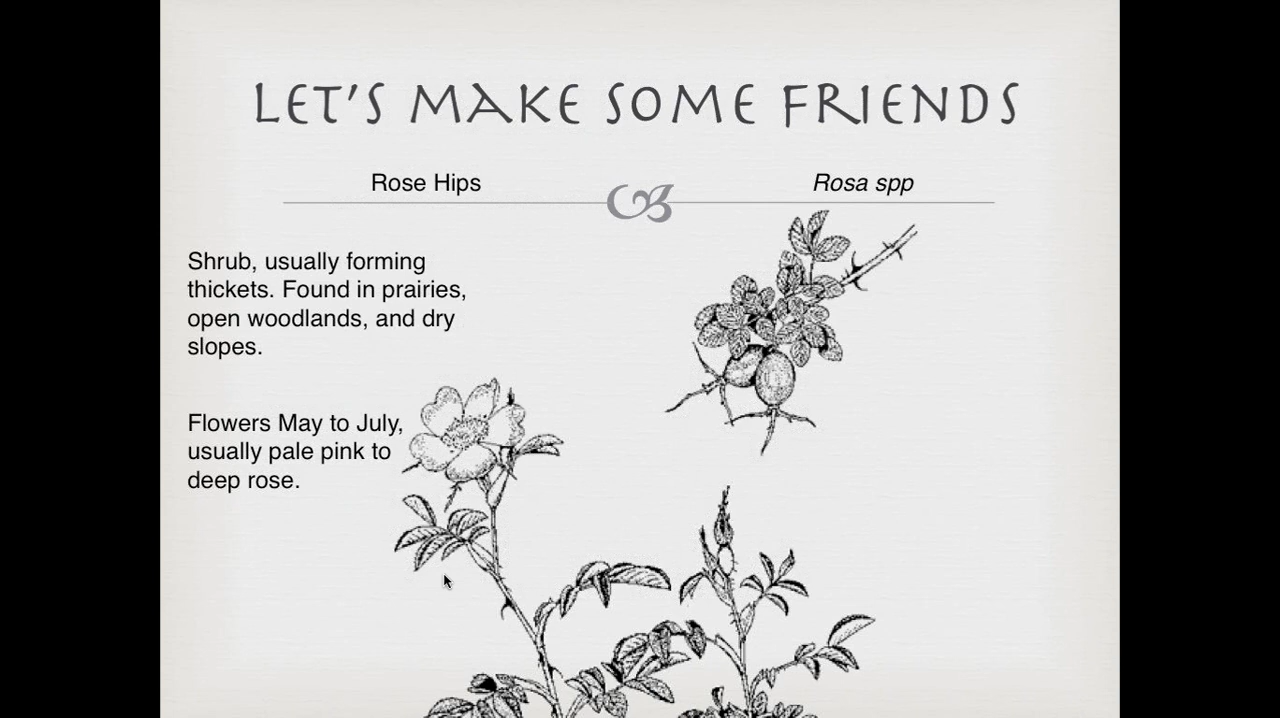 LET'S MAKE SOME FRIENDS
Rose Hips
Rosa spp
Shrub, usually forming
thickets. Found in prairies,
open woodlands, and dry
slopes.
Flowers May to July,
usually pale pink to
deep rose.